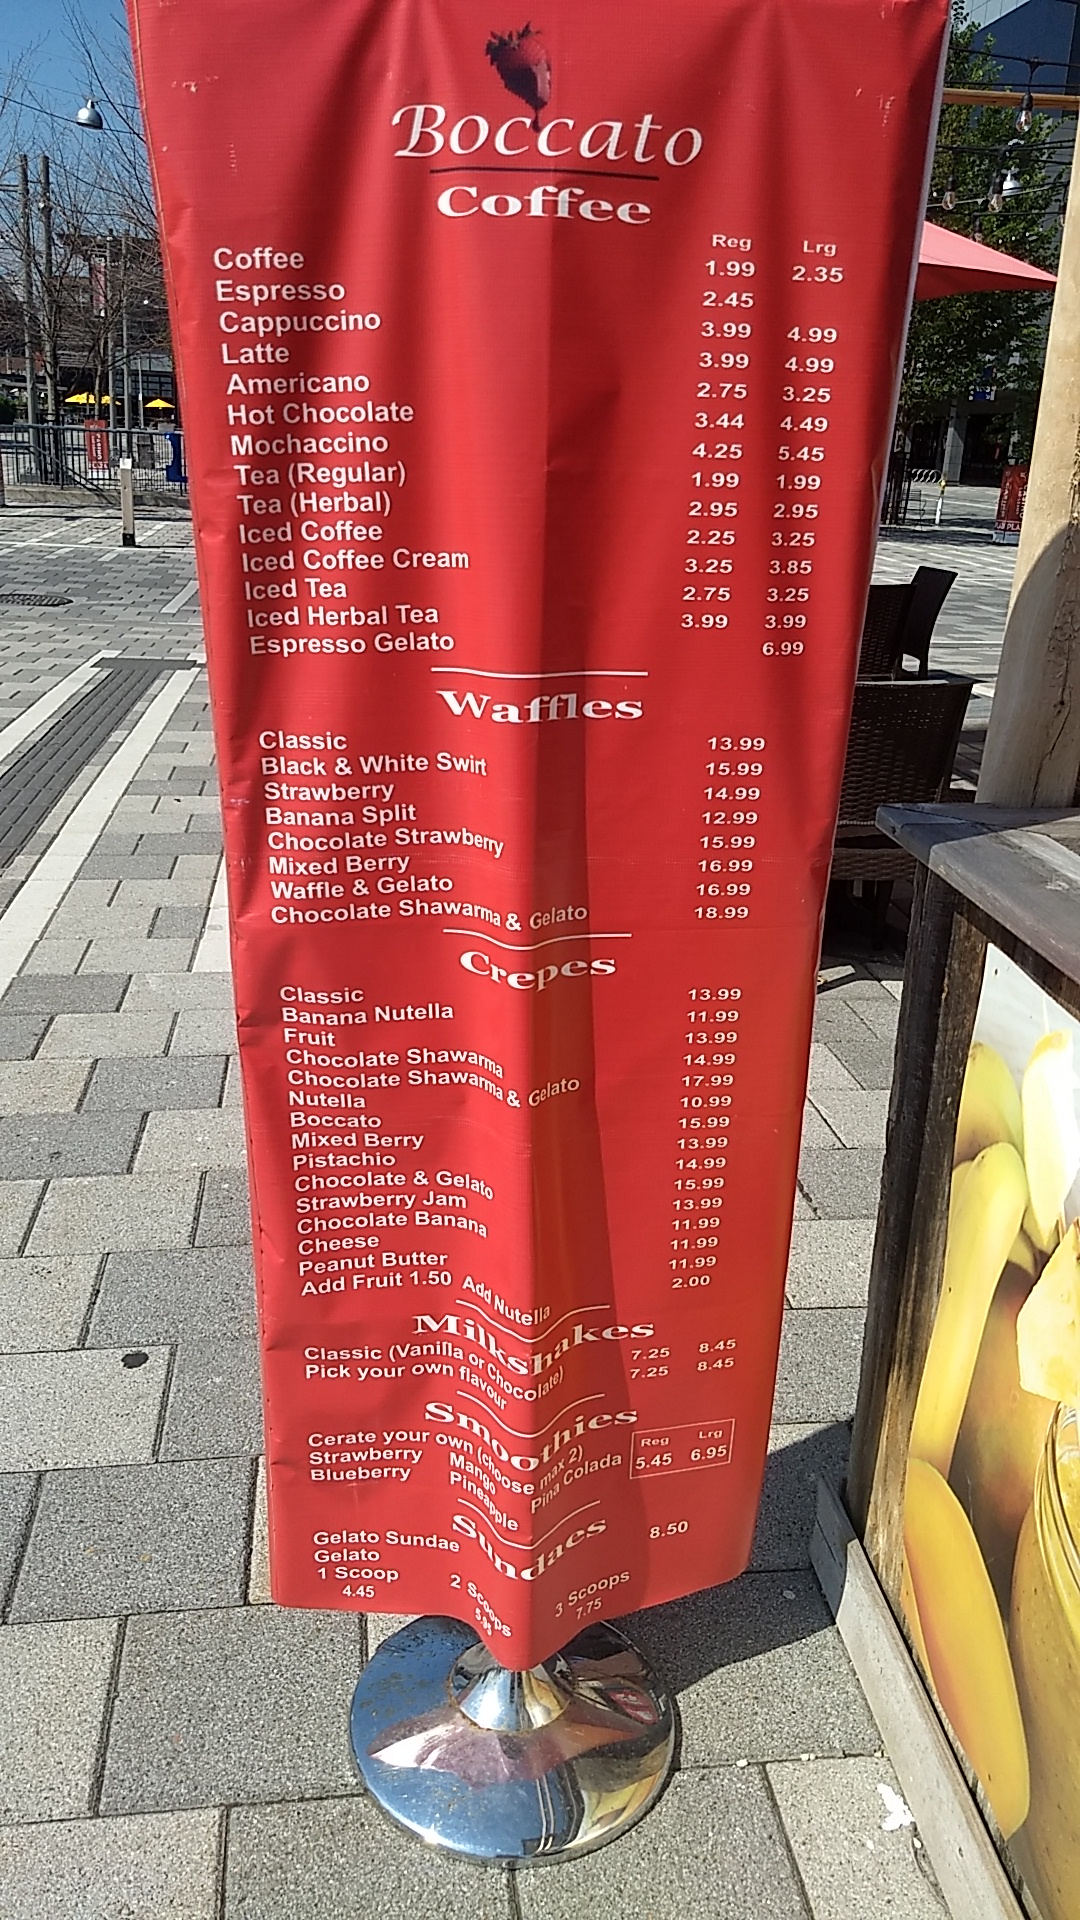 Boccato
Coffee
Reg Lrg
Coffee 1.99 2.35
Espresso 2.45
Cappuccino 3.99 4.99
Latte 3.99 4.99
Americano 2.75 3.25
Hot Chocolate 3.44 4.49
Mochaccino 4.25 5.45
Tea (Regular) 1.99 1.99
Tea (Herbal) 2.95 2.95
Iced Coffee 2.25 3.25
Iced Coffee Cream 3.25 3.85
Iced Tea 2.75 3.25
Iced Herbal Tea 3.99 3.99
Espresso Gelato 6.99
Waffles
Classic 13.99
Black & White Swirt 15.99
Strawberry 14.99
Banana Split 12.99
Chocolate Strawberry 15.99
Mixed Berry 16.99
Waffle & Gelato 16.99
Chocolate Shawarma & Gelato 18.99
Crepes
Classic 13.99
Banana Nutella 11.99
Fruit 13.99
Chocolate Shawarma 14.99
Chocolate Shawarma & Gelato 17.99
Nutella 10.99
Boccato 15.99
Mixed Berry 13.99
Pistachio 14.99
Chocolate & Gelato 15.99
Strawberry Jam 13.99
Chocolate Banana 11.99
Cheese 11.99
Peanut Butter 11.99
Add Fruit 1.50 Add Nutella 2.00
Milkshakes
Classic (Vanilla or Chocolate) 7.25 8.45
Pick your own flavour 7.25 8.45
Smoothies
Cerate your own (choose max 2) Reg Lrg
Strawberry Mango Pina Colada 5.45 6.95
Blueberry Pineapple
Sundaes
Gelato Sundae 8.50
Gelato
1 Scoop 2 Scoops 3 Scoops
4.45 7.75